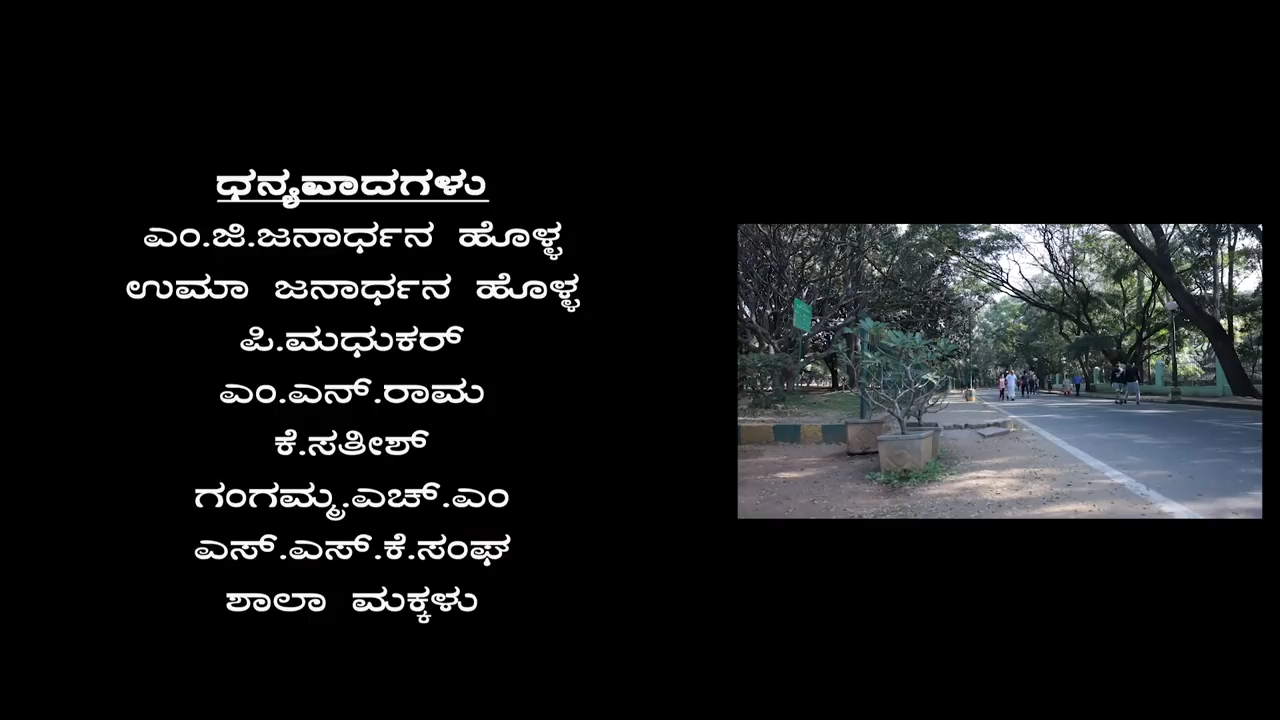 ಧನ್ಯವಾದಗಳು
ಎಂ.ಜಿ.ಜನಾರ್ಧನ ಹೊಳ್ಳ
ಉಮಾ ಜನಾರ್ಧನ ಹೊಳ್ಳ
ಪಿ.ಮಧುಕರ್
ಎಂ.ಎನ್.ರಾಮ
ಕೆ.ಸತೀಶ್
ಗಂಗಮ್ಮ.ಎಚ್.ಎಂ
ಎಸ್.ಎಸ್.ಕೆ.ಸಂಘ
ಶಾಲಾ ಮಕ್ಕಳು